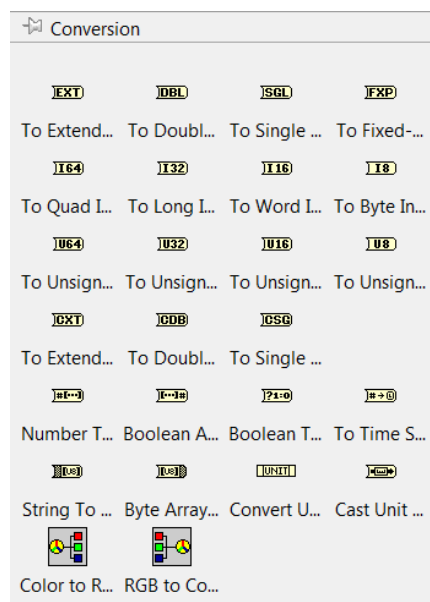 Conversion
EXT DBL SGL FXP
To Extend... To Doubl... To Single ... To Fixed-...
I64 I32 I16 I8
To Quad I... To Long I... To Word I... To Byte In...
U64 U32 U16 U8
To Unsign... To Unsign... To Unsign... To Unsign...
CXT CDB CSG
To Extend... To Doubl... To Single ...
#[...] [...]# ?1:0 #→
Number T... Boolean A... Boolean T... To Time S...
[U8] [U8] UNIT
String To ... Byte Array... Convert U... Cast Unit ...
Color to R... RGB to Co...